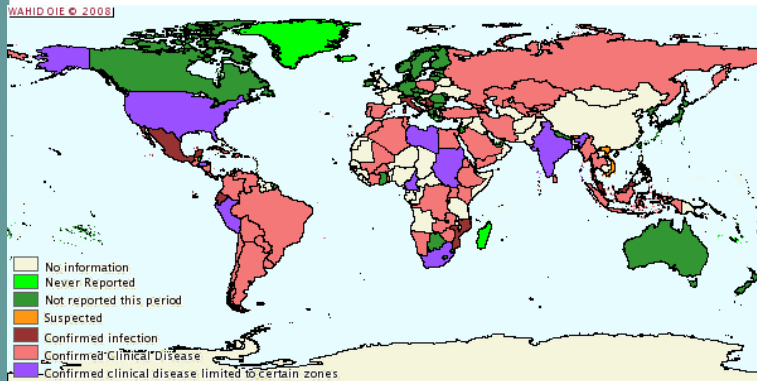 WAHID OIE © 2008
No information
Never Reported
Not reported this period
Suspected
Confirmed infection
Confirmed Clinical Disease
Confirmed clinical disease limited to certain zones